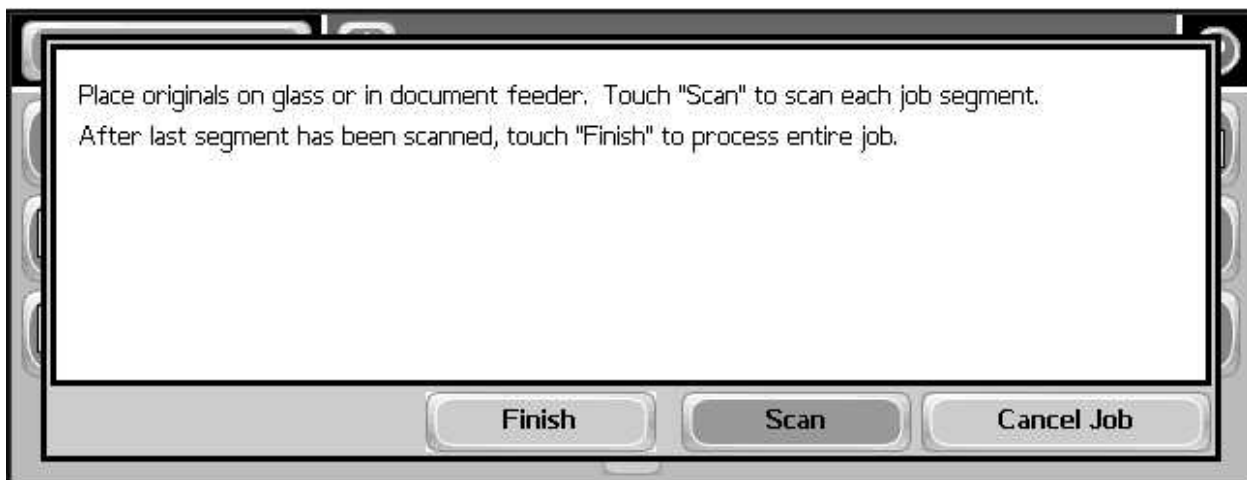 Place originals on glass or in document feeder.  Touch "Scan" to scan each job segment.
After last segment has been scanned, touch "Finish" to process entire job.
Finish
Scan
Cancel Job